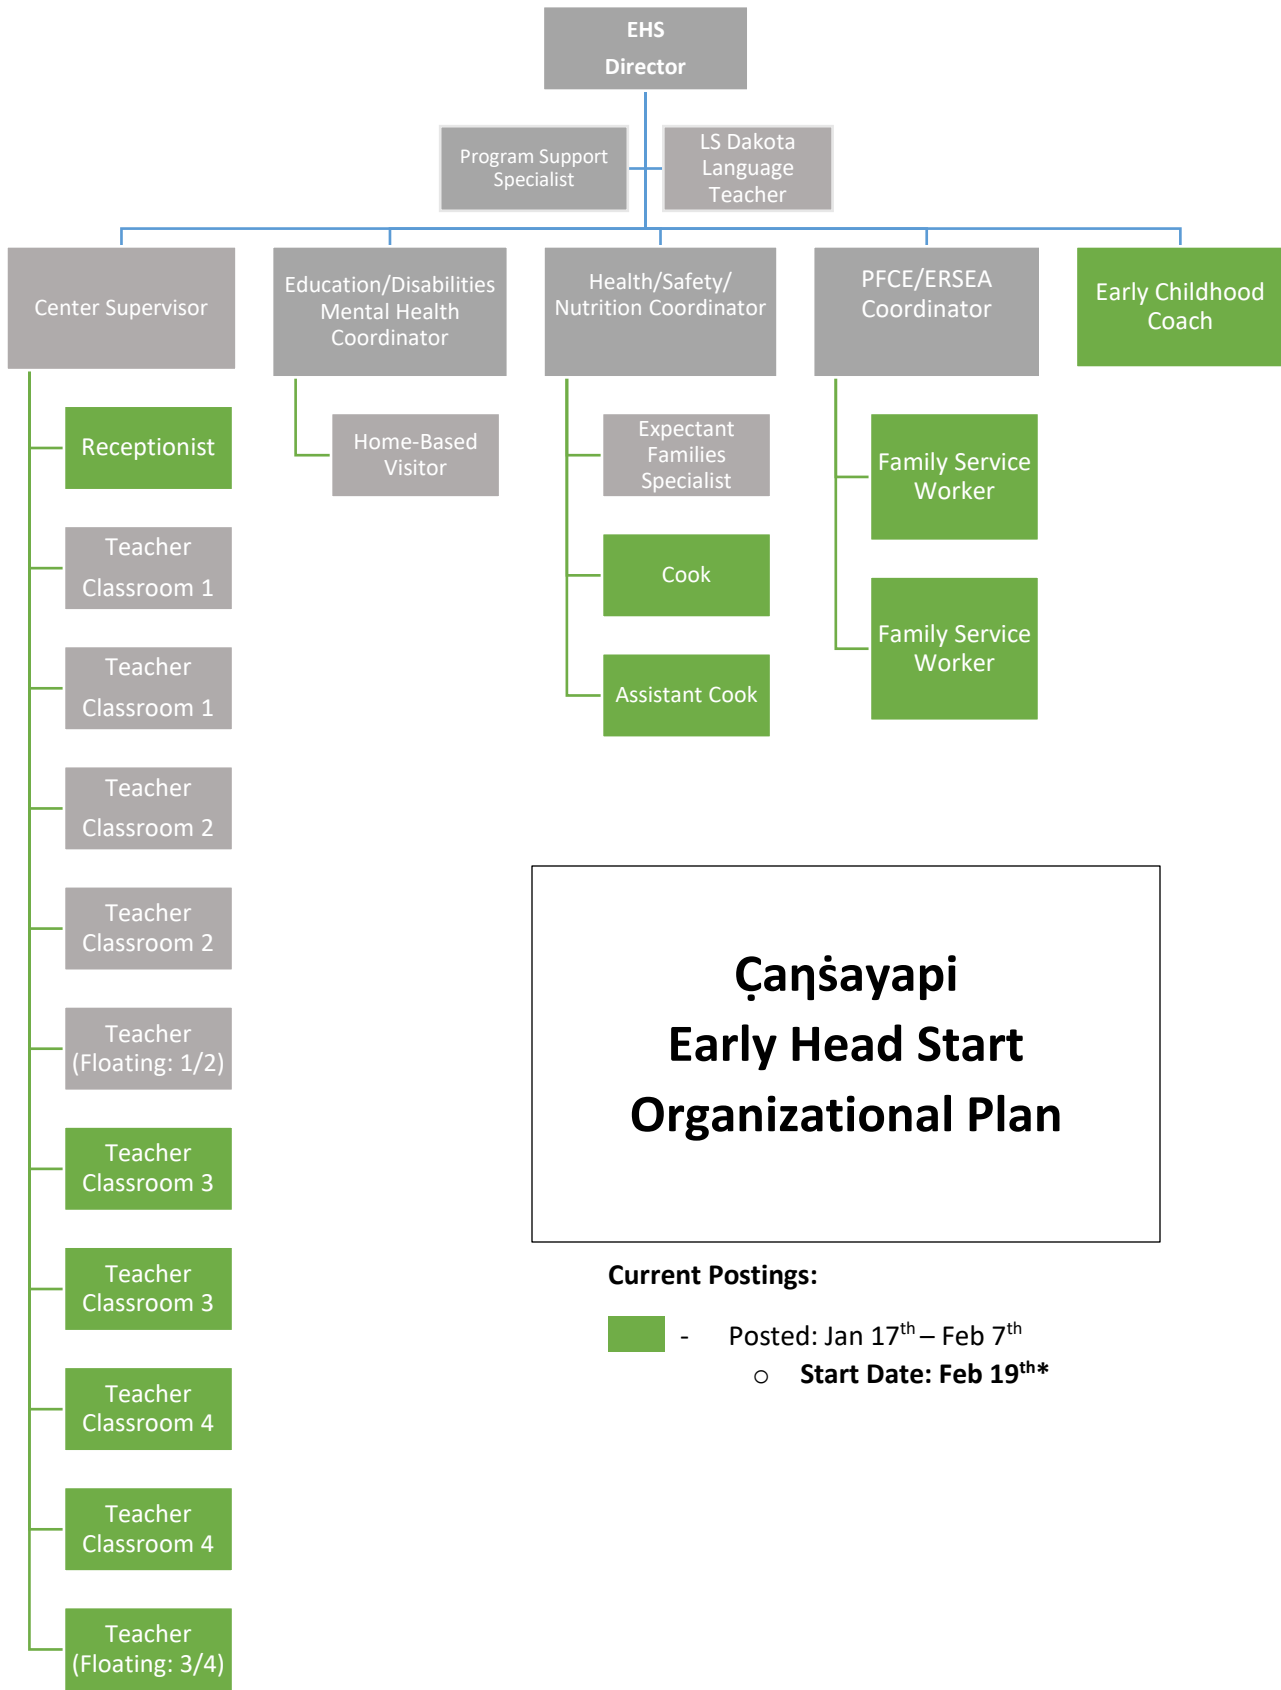 EHS
Director
Program Support
Specialist
LS Dakota
Language
Teacher
Center Supervisor
Education/Disabilities
Mental Health
Coordinator
Health/Safety/
Nutrition Coordinator
PFCE/ERSEA
Coordinator
Early Childhood
Coach
Receptionist
Teacher
Classroom 1
Teacher
Classroom 1
Teacher
Classroom 2
Teacher
Classroom 2
Teacher
(Floating: 1/2)
Teacher
Classroom 3
Teacher
Classroom 3
Teacher
Classroom 4
Teacher
Classroom 4
Teacher
(Floating: 3/4)
Home-Based
Visitor
Expectant
Families
Specialist
Cook
Assistant Cook
Family Service
Worker
Family Service
Worker
C̣aƞṡayapi
Early Head Start
Organizational Plan
Current Postings:
- Posted: Jan 17th – Feb 7th
o Start Date: Feb 19th*